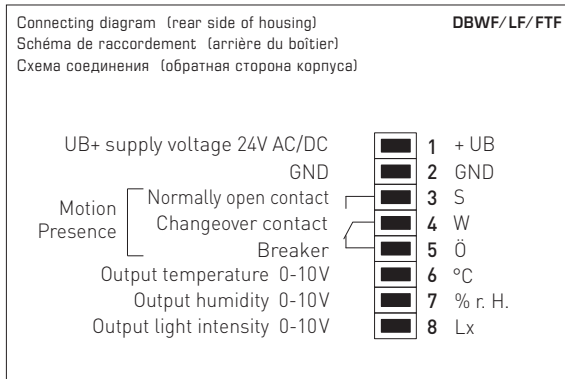 Connecting diagram (rear side of housing) DBWF/LF/FTF
Schéma de raccordement (arrière du boîtier)
Схема соединения (обратная сторона корпуса)
UB+ supply voltage 24V AC/DC 1 + UB
GND 2 GND
Normally open contact 3 S
Motion
Changeover contact 4 W
Presence
Breaker 5 Ö
Output temperature 0-10V 6 °C
Output humidity 0-10V 7 % r. H.
Output light intensity 0-10V 8 Lx